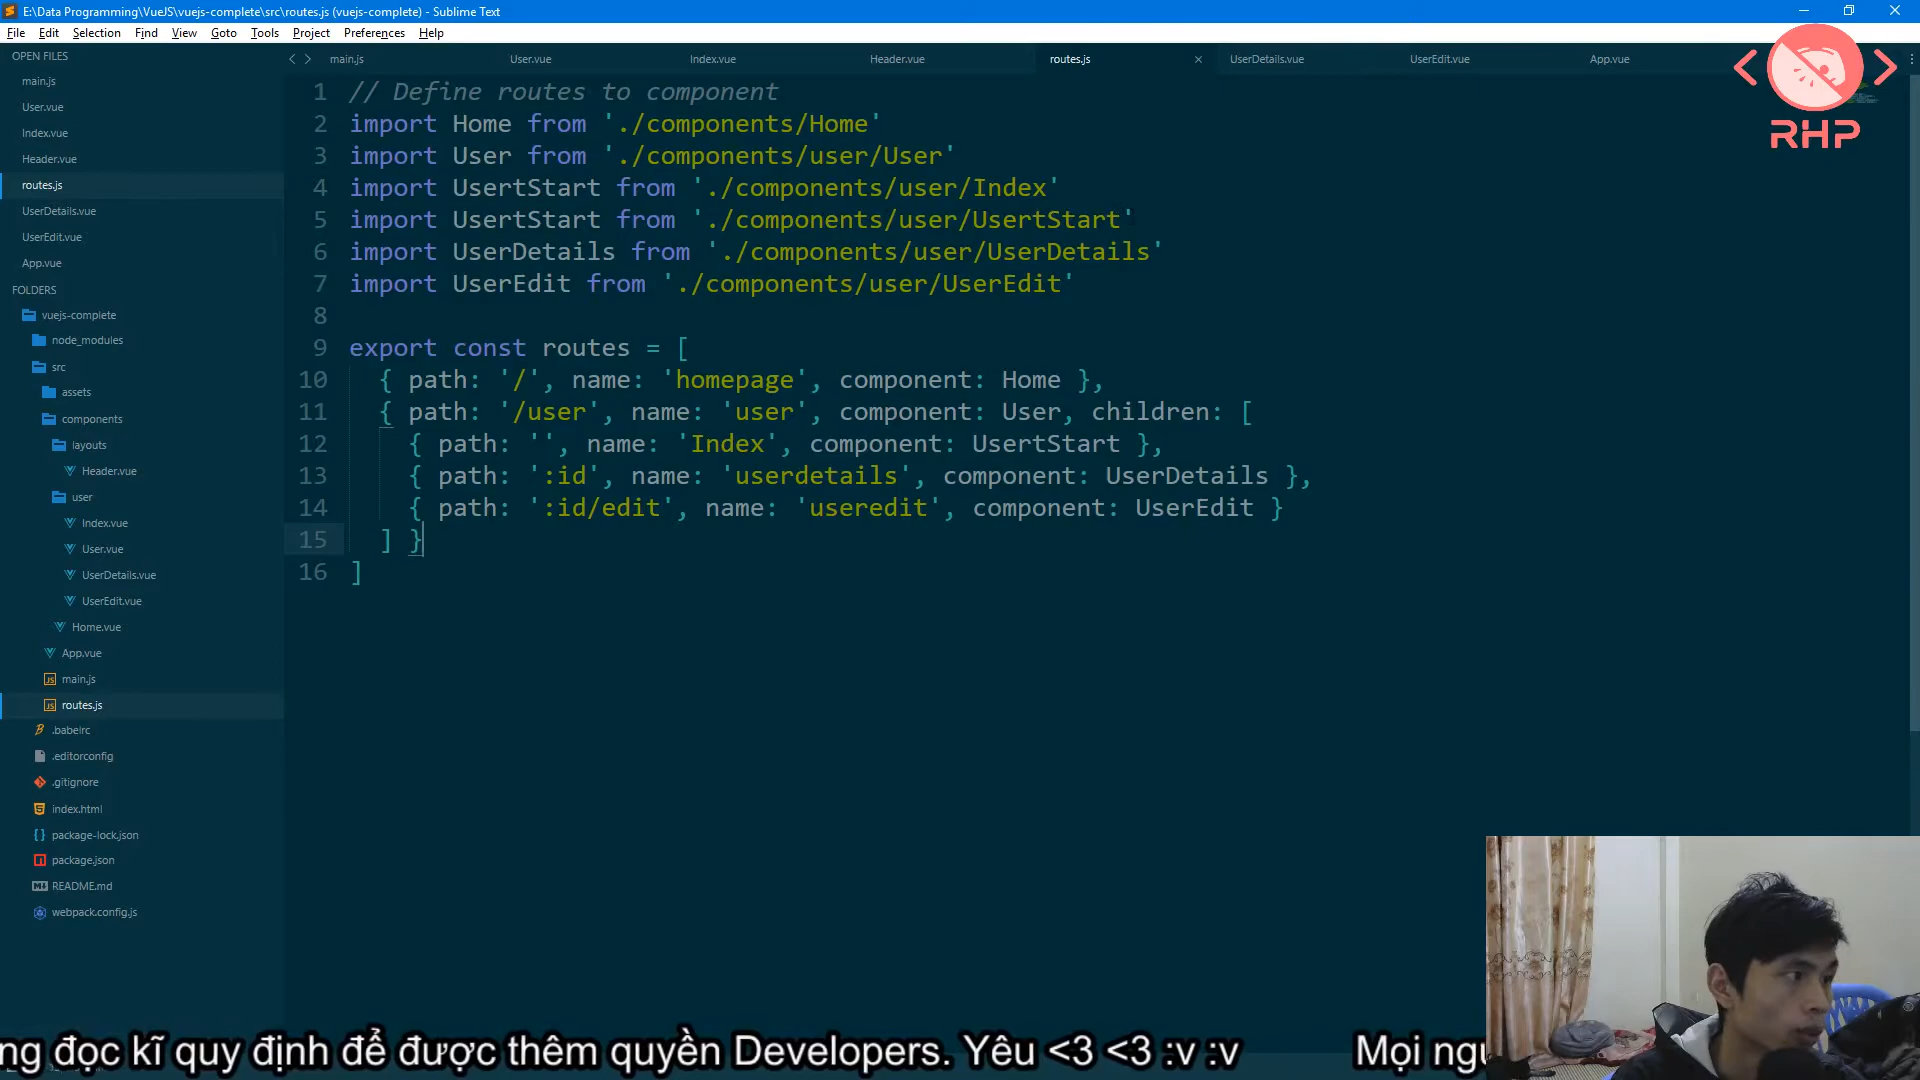 E:\Data Programming\VueJS\vuejs-complete\src\routes.js (vuejs-complete) - Sublime Text
File Edit Selection Find View Goto Tools Project Preferences Help
OPEN FILES
main.js
User.vue
Index.vue
Header.vue
routes.js
UserDetails.vue
UserEdit.vue
App.vue
FOLDERS
vuejs-complete
node_modules
src
assets
components
layouts
Header.vue
user
Index.vue
User.vue
UserDetails.vue
UserEdit.vue
Home.vue
App.vue
main.js
routes.js
.babelrc
.editorconfig
.gitignore
index.html
package-lock.json
package.json
README.md
webpack.config.js
main.js User.vue Index.vue Header.vue routes.js UserDetails.vue UserEdit.vue App.vue
1 // Define routes to component
2 import Home from './components/Home'
3 import User from './components/user/User'
4 import UsertStart from './components/user/Index'
5 import UsertStart from './components/user/UsertStart'
6 import UserDetails from './components/user/UserDetails'
7 import UserEdit from './components/user/UserEdit'
8
9 export const routes = [
10 { path: '/', name: 'homepage', component: Home },
11 { path: '/user', name: 'user', component: User, children: [
12 { path: '', name: 'Index', component: UsertStart },
13 { path: ':id', name: 'userdetails', component: UserDetails },
14 { path: ':id/edit', name: 'useredit', component: UserEdit }
15 ] }
16 ]
RHP
ng đọc kĩ quy định để được thêm quyền Developers. Yêu <3 <3 :v :v Mọi ngư